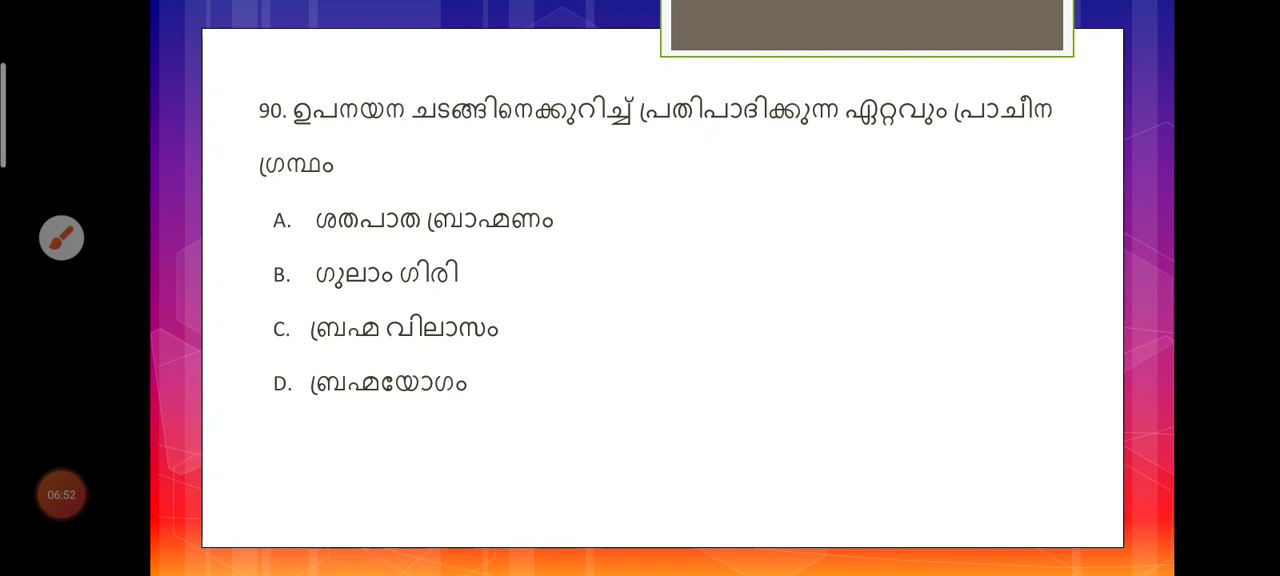 90. ഉപനയന ചടങ്ങിനെക്കുറിച്ച് പ്രതിപാദിക്കുന്ന ഏറ്റവും പ്രാചീന
ഗ്രന്ഥം
A. ശതപാത ബ്രാഹ്മണം
B. ഗുലാം ഗിരി
C. ബ്രഹ്മ വിലാസം
D. ബ്രഹ്മയോഗം
06:52